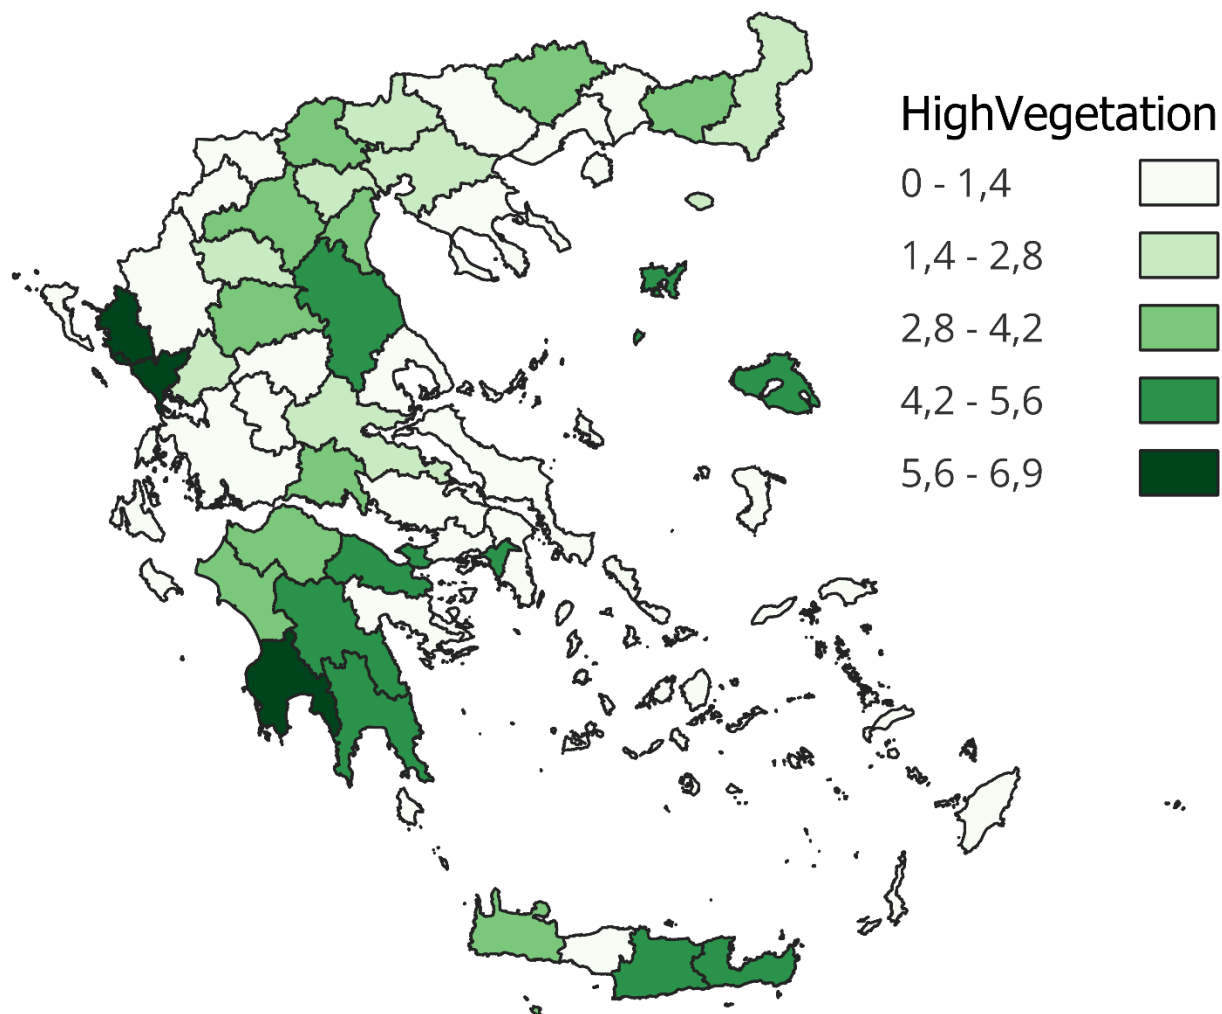 HighVegetation
0 - 1,4
1,4 - 2,8
2,8 - 4,2
4,2 - 5,6
5,6 - 6,9